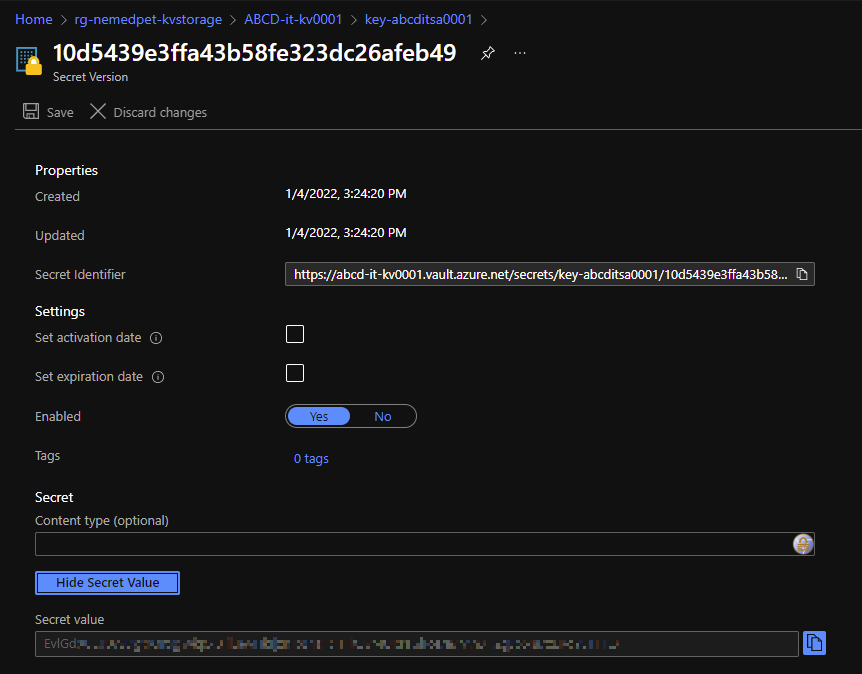 Home > rg-nemedpet-kvstorage > ABCD-it-kv0001 > key-abcditsa0001 >
10d5439e3ffa43b58fe323dc26afeb49 ...
Secret Version
Save Discard changes
Properties
Created 1/4/2022, 3:24:20 PM
Updated 1/4/2022, 3:24:20 PM
Secret Identifier https://abcd-it-kv0001.vault.azure.net/secrets/key-abcditsa0001/10d5439e3ffa43b58...
Settings
Set activation date
Set expiration date
Enabled Yes No
Tags 0 tags
Secret
Content type (optional)
Hide Secret Value
Secret value